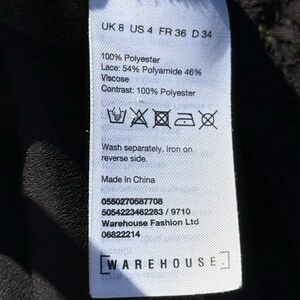 UK 8 US 4 FR 36 D 34
100% Polyester
Lace: 54% Polyamide 46%
Viscose
Contrast: 100% Polyester
Wash separately. Iron on
reverse side.
Made In China
0550270587708
5054223462263 / 9710
Warehouse Fashion Ltd
06822214
WAREHOUSE